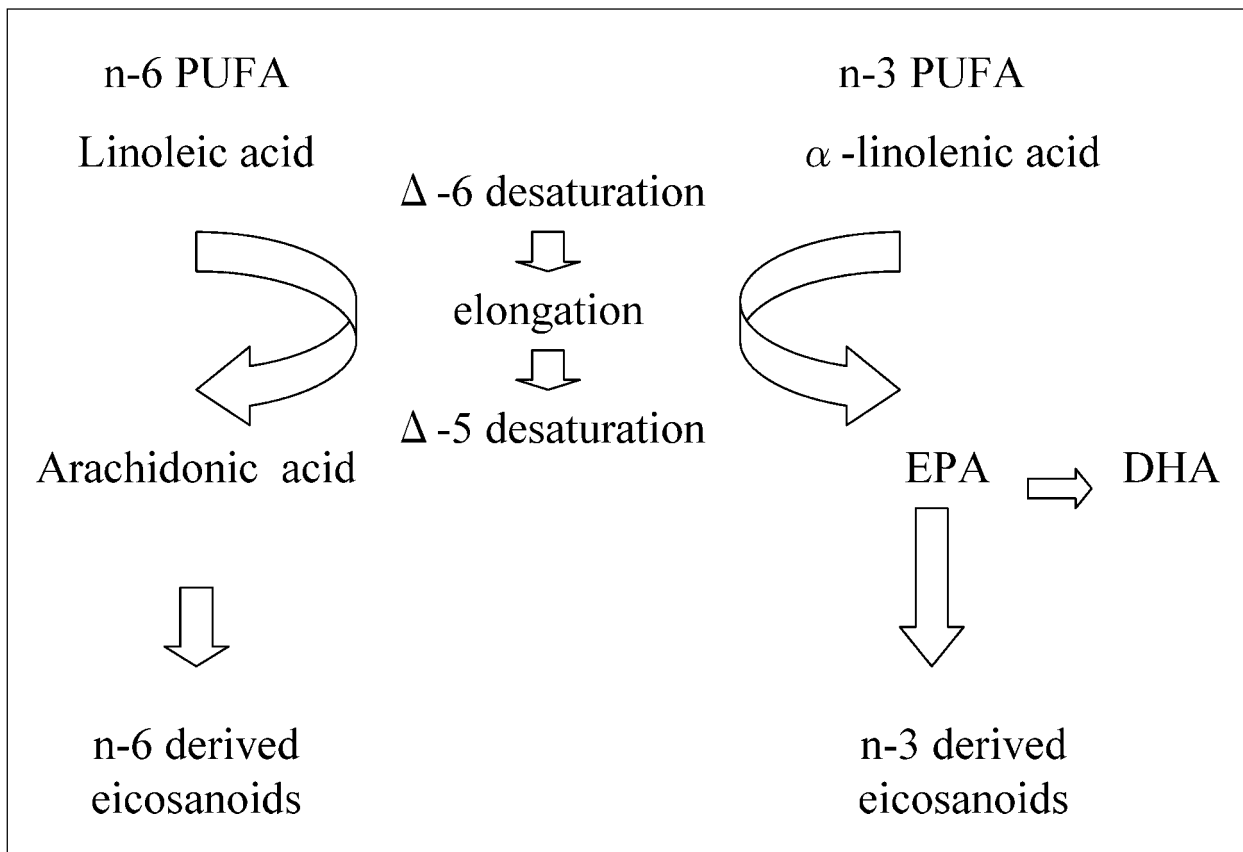 n-6 PUFA
n-3 PUFA
Linoleic acid
α -linolenic acid
Δ -6 desaturation
elongation
Δ -5 desaturation
Arachidonic acid
EPA
DHA
n-6 derived
eicosanoids
n-3 derived
eicosanoids